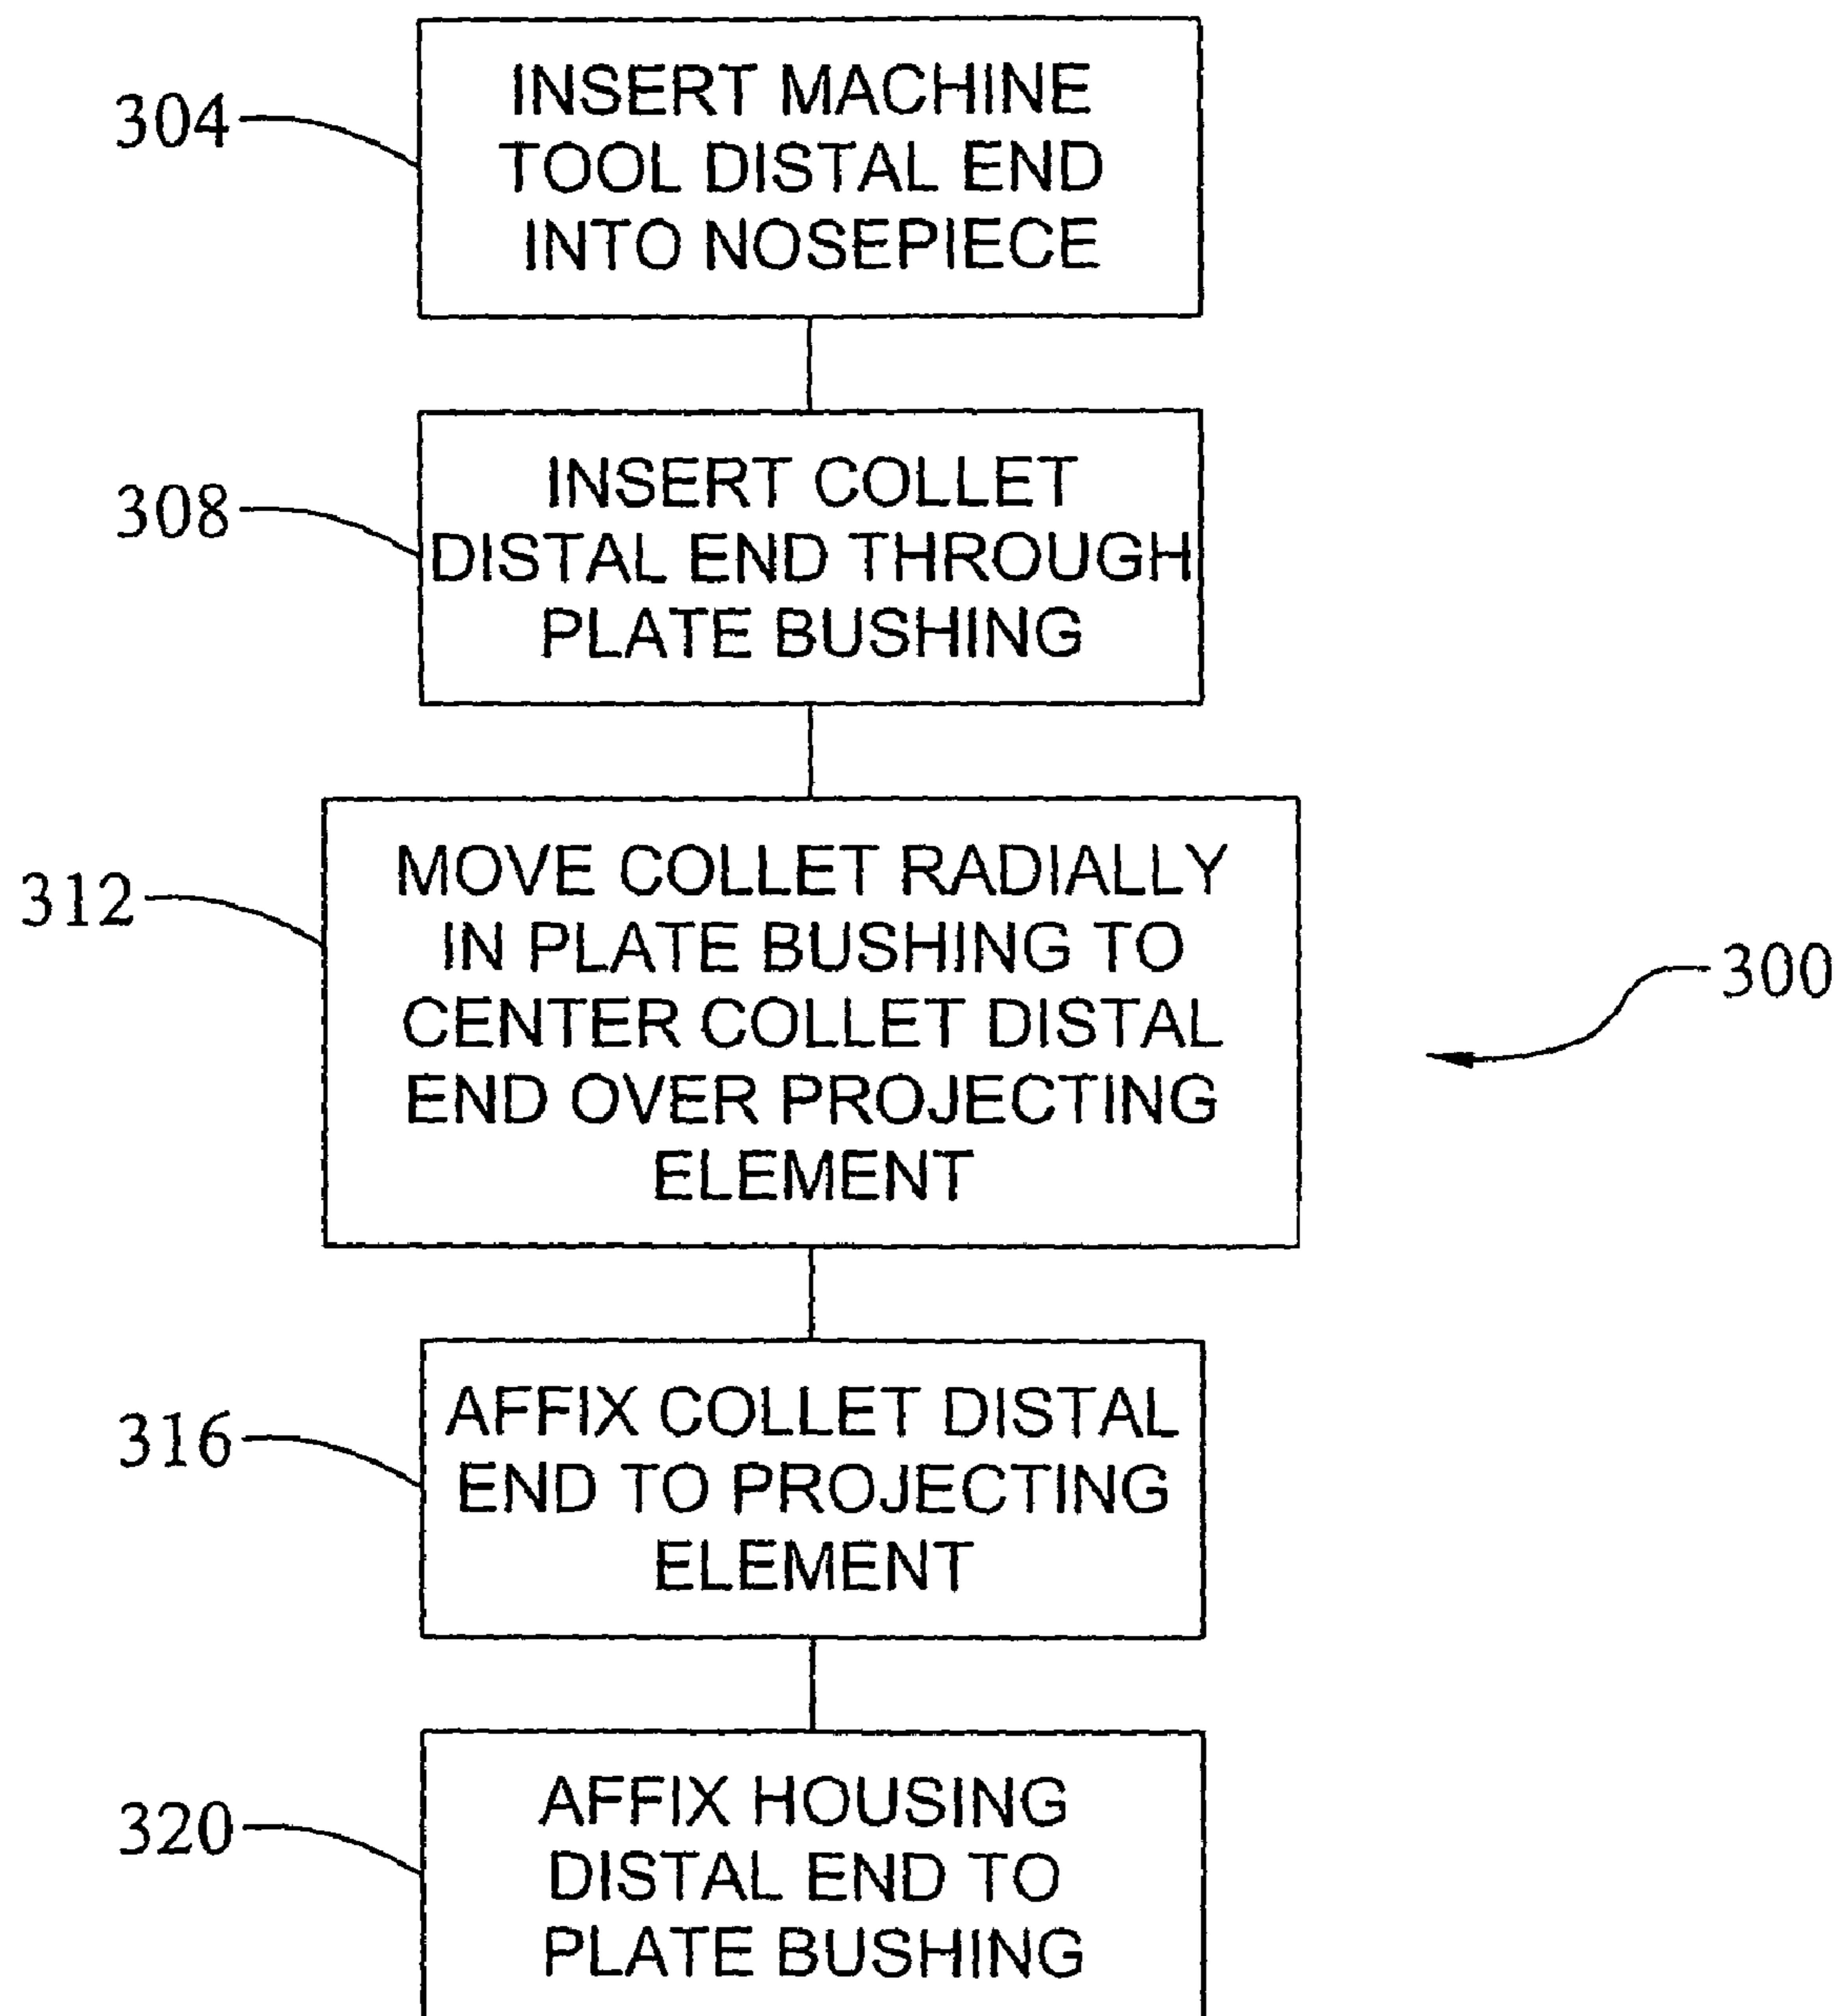 304
INSERT MACHINE
TOOL DISTAL END
INTO NOSEPIECE
308
INSERT COLLET
DISTAL END THROUGH
PLATE BUSHING
312
MOVE COLLET RADIALLY
IN PLATE BUSHING TO
CENTER COLLET DISTAL
END OVER PROJECTING
ELEMENT
300
316
AFFIX COLLET DISTAL
END TO PROJECTING
ELEMENT
320
AFFIX HOUSING
DISTAL END TO
PLATE BUSHING